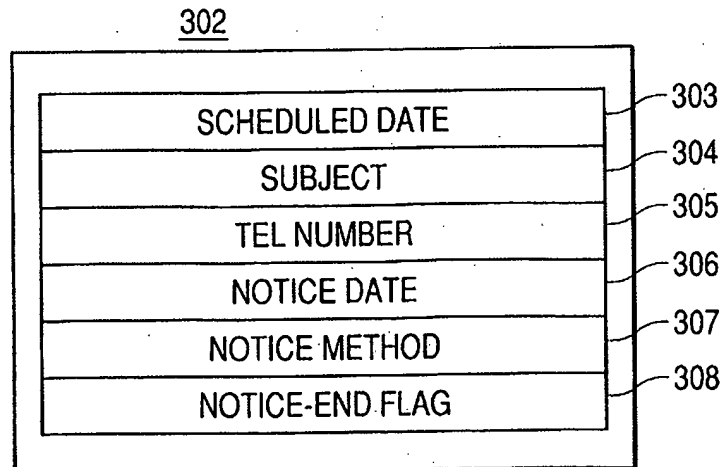 302
SCHEDULED DATE 303
SUBJECT 304
TEL NUMBER 305
NOTICE DATE 306
NOTICE METHOD 307
NOTICE-END FLAG 308